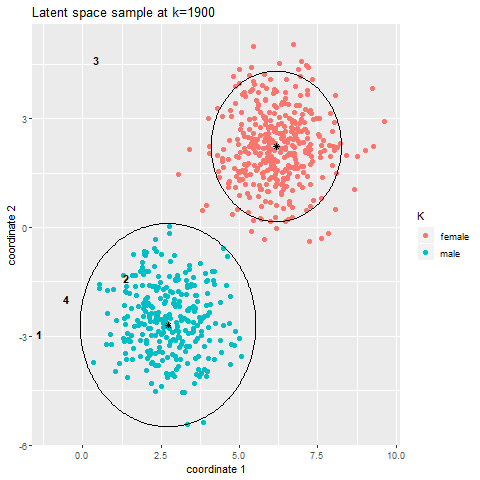 Latent space sample at k=1900
3
3
0
coordinate 2
2
4
-3
1
-6
0.0 2.5 5.0 7.5 10.0
coordinate 1
K
female
male